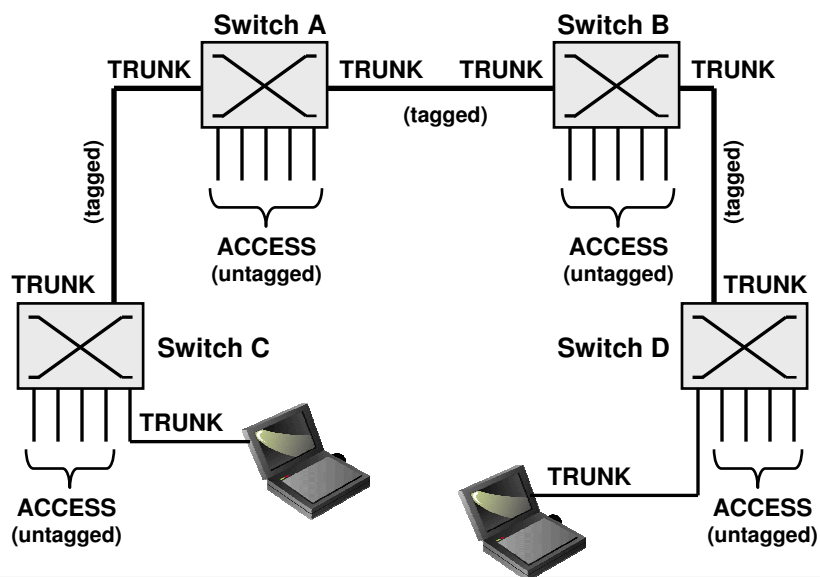 Switch A
Switch B
TRUNK
TRUNK
TRUNK
TRUNK
(tagged)
(tagged)
(tagged)
ACCESS
(untagged)
ACCESS
(untagged)
TRUNK
TRUNK
Switch C
Switch D
TRUNK
TRUNK
ACCESS
(untagged)
ACCESS
(untagged)